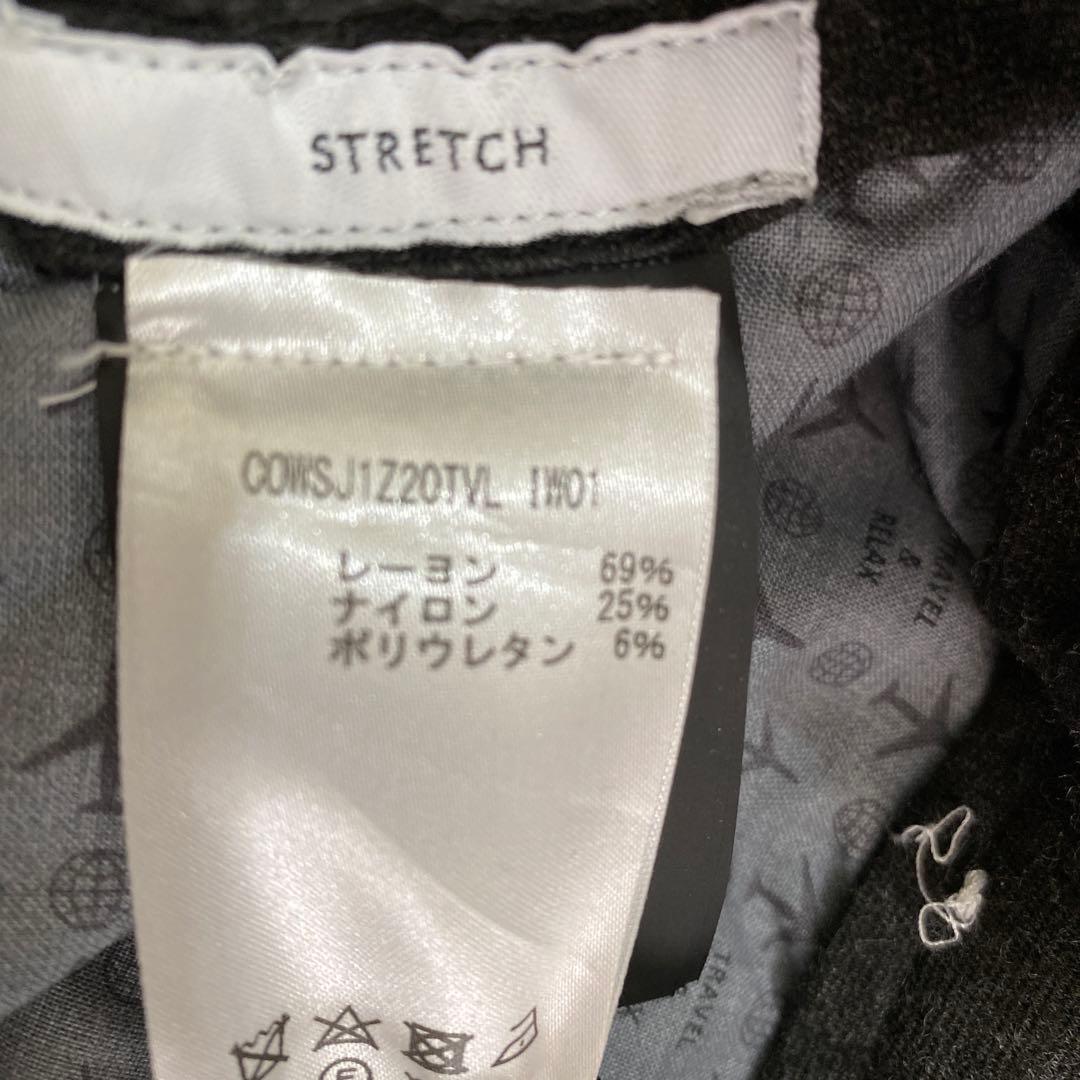 STRETCH
COWSJ1Z20TVL IW01
レーヨン 69%
ナイロン 25%
ポリウレタン 6%
TRAVEL
&
RELAX
TRAVEL